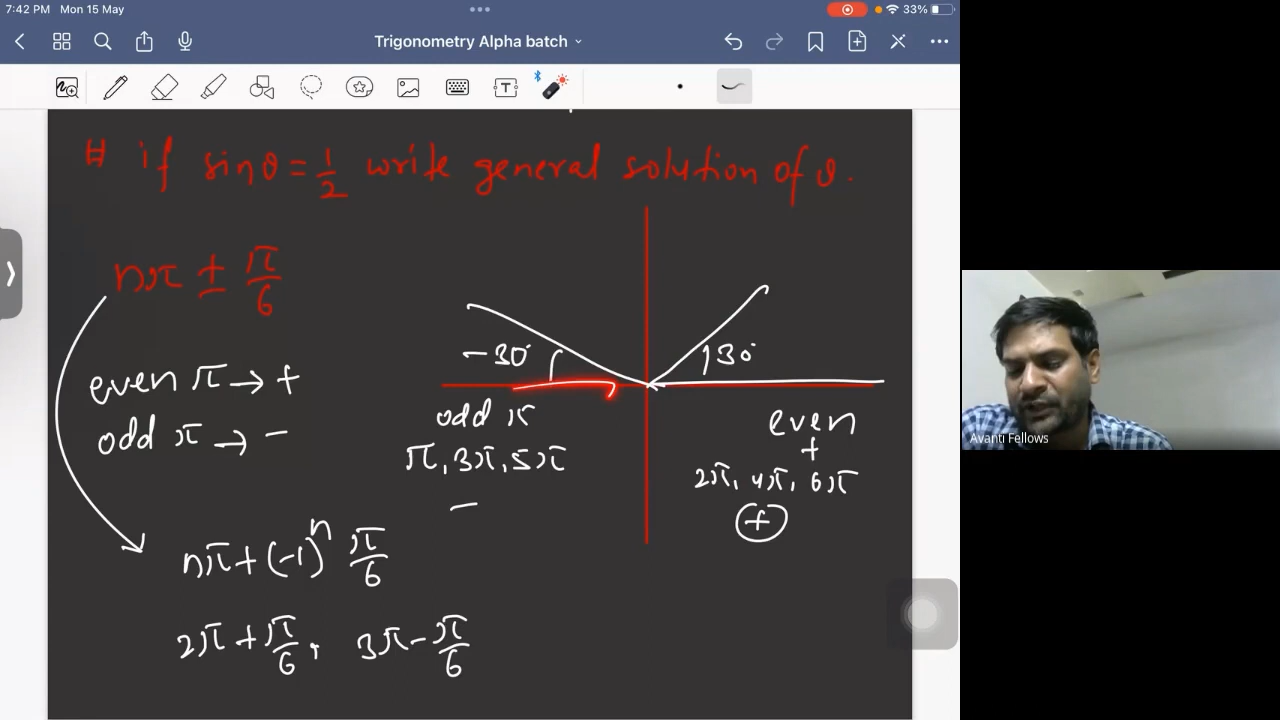 7:42 PM Mon 15 May
33%
Trigonometry Alpha batch
# if sinθ = 1/2 write general solution of θ.
nπ ± π/6
even π → +
odd π → -
-30°
30°
odd π
π, 3π, 5π
-
even
+
2π, 4π, 6π
+
nπ + (-1)^n π/6
2π + π/6, 3π - π/6
Avanti Fellows